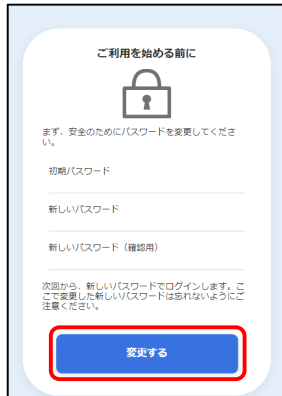 ご利用を始める前に
まず、安全のためにパスワードを変更してくださ
い。
初期パスワード
新しいパスワード
新しいパスワード（確認用）
次回から、新しいパスワードでログインします。こ
こで変更した新しいパスワードは忘れないようにご
注意ください。
変更する